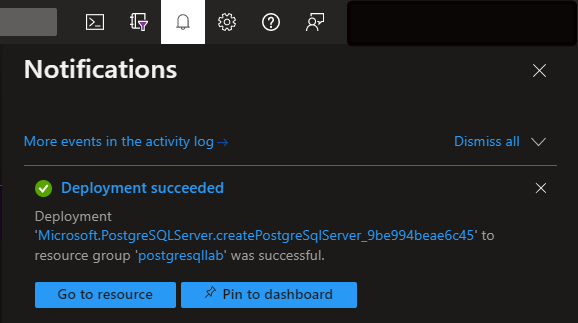 Notifications
More events in the activity log →
Dismiss all
Deployment succeeded
Deployment
'Microsoft.PostgreSQLServer.createPostgreSqlServer_9be994beae6c45' to
resource group 'postgresqllab' was successful.
Go to resource
Pin to dashboard